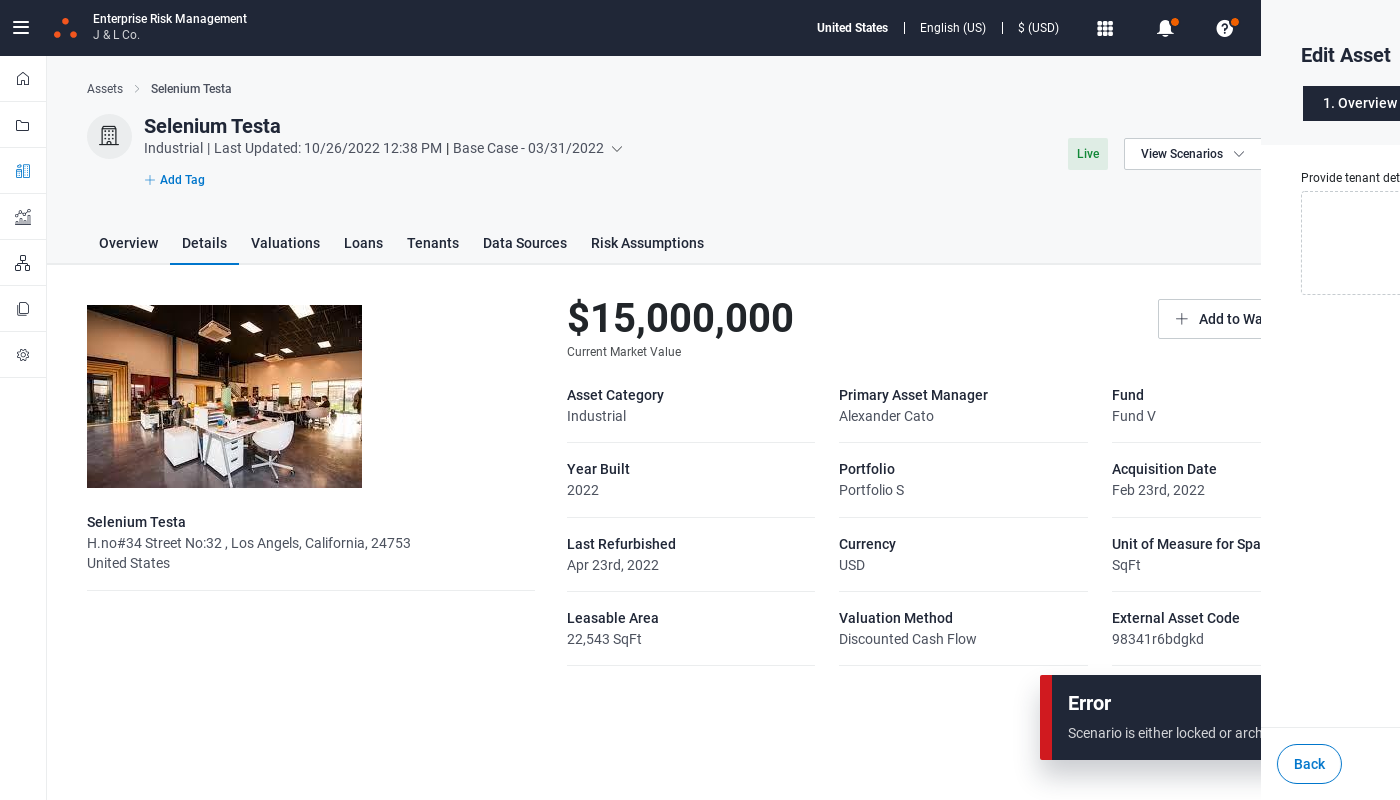 Enterprise Risk Management
J & L Co.
United States
English (US)
$ (USD)
Edit Asset
1. Overview
Assets
Selenium Testa
Selenium Testa
Industrial | Last Updated: 10/26/2022 12:38 PM | Base Case - 03/31/2022
Add Tag
Live
View Scenarios
Provide tenant det
Overview
Details
Valuations
Loans
Tenants
Data Sources
Risk Assumptions
$15,000,000
Current Market Value
Add to Wa
Asset Category
Industrial
Primary Asset Manager
Alexander Cato
Fund
Fund V
Year Built
2022
Portfolio
Portfolio S
Acquisition Date
Feb 23rd, 2022
Selenium Testa
H.no#34 Street No:32 , Los Angels, California, 24753
United States
Last Refurbished
Apr 23rd, 2022
Currency
USD
Unit of Measure for Spa
SqFt
Leasable Area
22,543 SqFt
Valuation Method
Discounted Cash Flow
External Asset Code
98341r6bdgkd
Error
Scenario is either locked or arch
Back